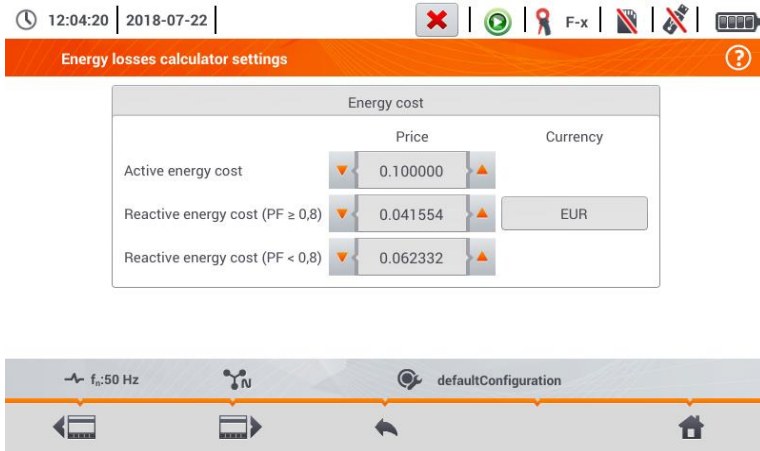 12:04:20 2018-07-22 F-x
Energy losses calculator settings ?
Energy cost
Price Currency
Active energy cost 0.100000
Reactive energy cost (PF ≥ 0,8) 0.041554 EUR
Reactive energy cost (PF < 0,8) 0.062332
fn:50 Hz N defaultConfiguration